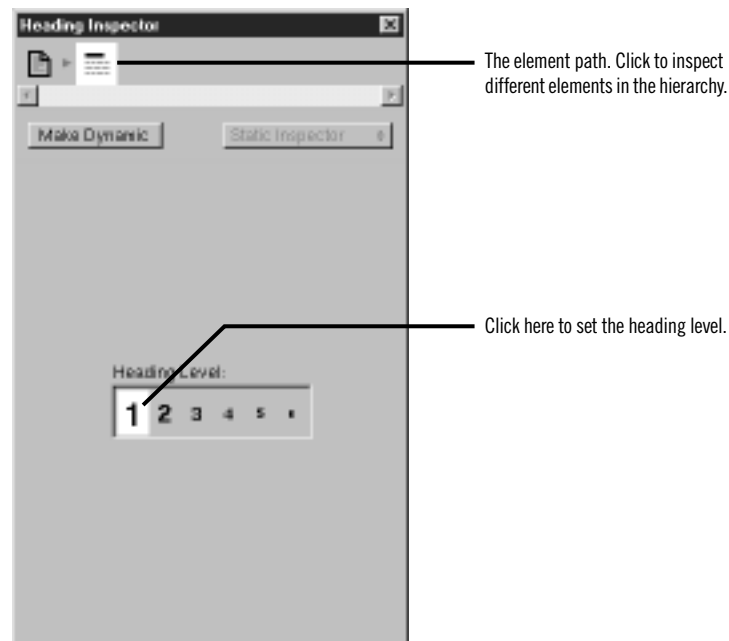 Heading Inspector
The element path. Click to inspect
different elements in the hierarchy.
Make Dynamic
Static Inspector
Click here to set the heading level.
Heading Level:
1 2 3 4 5 6